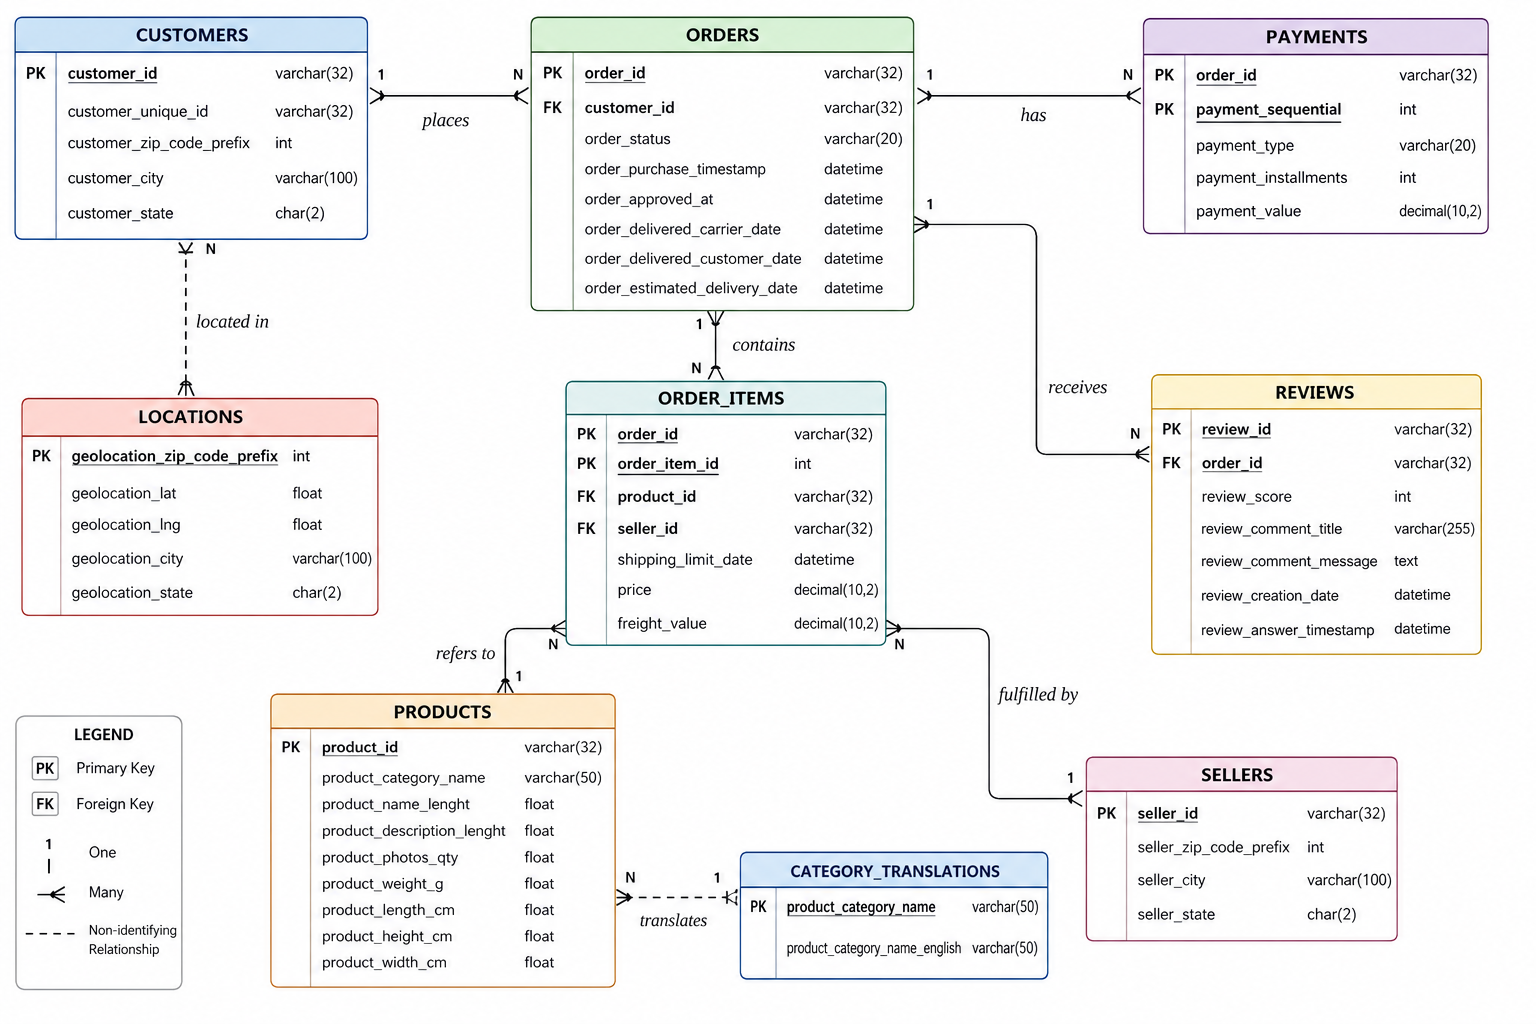 CUSTOMERS
PK customer_id varchar(32)
customer_unique_id varchar(32)
customer_zip_code_prefix int
customer_city varchar(100)
customer_state char(2)
1 N
places
ORDERS
PK order_id varchar(32)
FK customer_id varchar(32)
order_status varchar(20)
order_purchase_timestamp datetime
order_approved_at datetime
order_delivered_carrier_date datetime
order_delivered_customer_date datetime
order_estimated_delivery_date datetime
1 N
has
PAYMENTS
PK order_id varchar(32)
PK payment_sequential int
payment_type varchar(20)
payment_installments int
payment_value decimal(10,2)
N
located in
1
contains
N
1
receives
N
LOCATIONS
PK geolocation_zip_code_prefix int
geolocation_lat float
geolocation_lng float
geolocation_city varchar(100)
geolocation_state char(2)
ORDER_ITEMS
PK order_id varchar(32)
PK order_item_id int
FK product_id varchar(32)
FK seller_id varchar(32)
shipping_limit_date datetime
price decimal(10,2)
freight_value decimal(10,2)
REVIEWS
PK review_id varchar(32)
FK order_id varchar(32)
review_score int
review_comment_title varchar(255)
review_comment_message text
review_creation_date datetime
review_answer_timestamp datetime
N
refers to
1
N
fulfilled by
1
LEGEND
PK Primary Key
FK Foreign Key
1
One
Many
Non-identifying
Relationship
PRODUCTS
PK product_id varchar(32)
product_category_name varchar(50)
product_name_lenght float
product_description_lenght float
product_photos_qty float
product_weight_g float
product_length_cm float
product_height_cm float
product_width_cm float
N 1
translates
CATEGORY_TRANSLATIONS
PK product_category_name varchar(50)
product_category_name_english varchar(50)
SELLERS
PK seller_id varchar(32)
seller_zip_code_prefix int
seller_city varchar(100)
seller_state char(2)